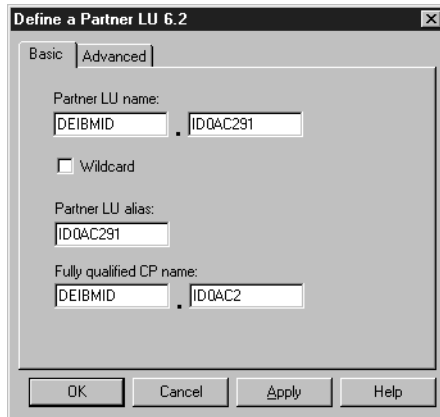 Define a Partner LU 6.2
Basic Advanced
Partner LU name:
DEIBMID . ID0AC291
Wildcard
Partner LU alias:
ID0AC291
Fully qualified CP name:
DEIBMID . ID0AC2
OK Cancel Apply Help